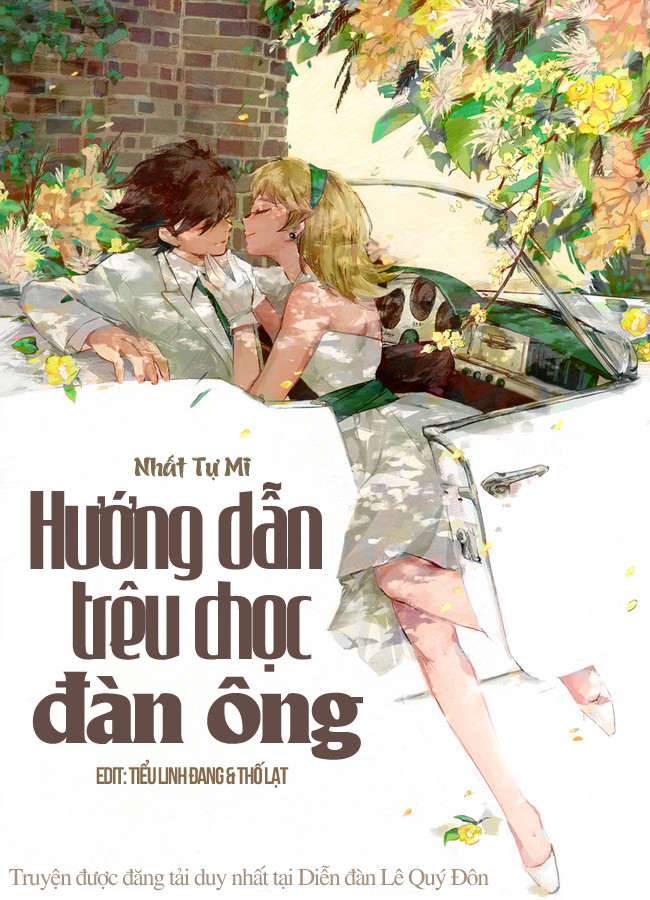 Nhất Tự Mi
Hướng dẫn
trêu chọc
đàn ông
EDIT: TIỂU LINH ĐANG & THỐ LẠT
Truyện được đăng tải duy nhất tại Diễn đàn Lê Quý Đôn